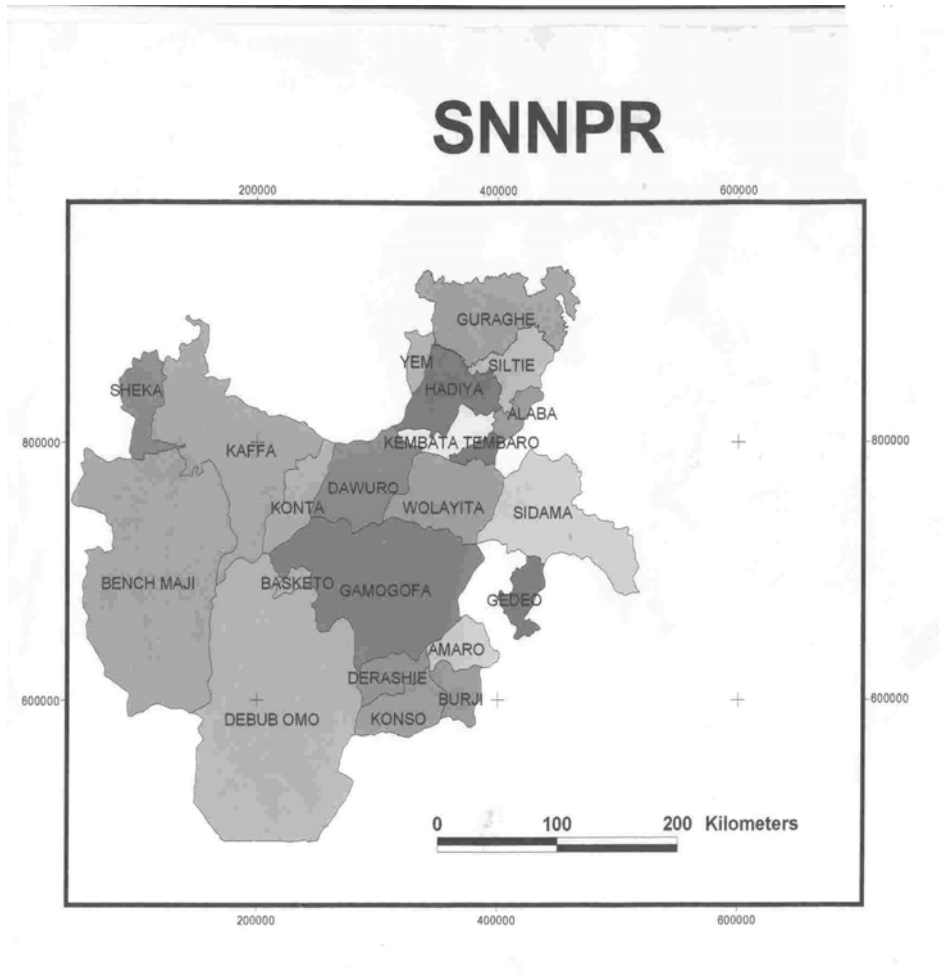 SNNPR
200000 400000 600000
GURAGHE
YEM
SILTIE
SHEKA
HADIYA
ALABA
800000
KEMBATA TEMBARO
800000
KAFFA
DAWURO
KONTA
WOLAYITA
SIDAMA
BENCH MAJI
BASKETO
GAMOGOFA
GEDEO
AMARO
DERASHIE
600000
BURJI
600000
DEBUB OMO
KONSO
0 100 200 Kilometers
200000 400000 600000